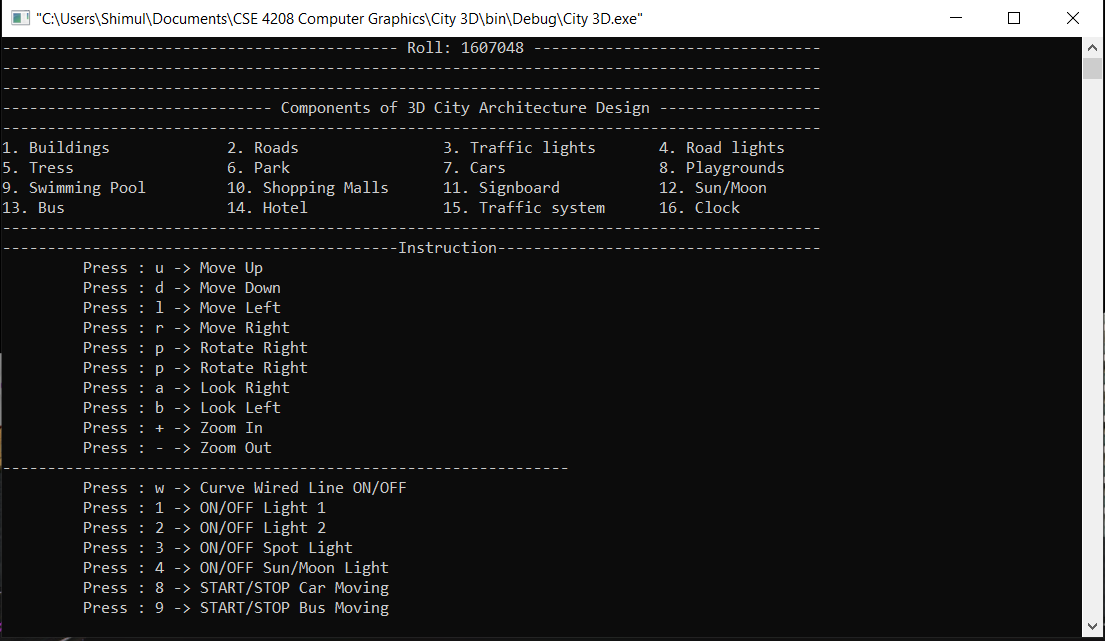 "C:\Users\Shimul\Documents\CSE 4208 Computer Graphics\City 3D\bin\Debug\City 3D.exe"
-------------------------------------------- Roll: 1607048 --------------------------------
-------------------------------------------------------------------------------------------
-------------------------------------------------------------------------------------------
------------------------------ Components of 3D City Architecture Design ------------------
-------------------------------------------------------------------------------------------
1. Buildings             2. Roads                3. Traffic lights       4. Road lights
5. Tress                 6. Park                 7. Cars                 8. Playgrounds
9. Swimming Pool         10. Shopping Malls      11. Signboard           12. Sun/Moon
13. Bus                  14. Hotel               15. Traffic system      16. Clock
-------------------------------------------------------------------------------------------
--------------------------------------------Instruction------------------------------------
Press : u -> Move Up
Press : d -> Move Down
Press : l -> Move Left
Press : r -> Move Right
Press : p -> Rotate Right
Press : p -> Rotate Right
Press : a -> Look Right
Press : b -> Look Left
Press : + -> Zoom In
Press : - -> Zoom Out
---------------------------------------------------------------
Press : w -> Curve Wired Line ON/OFF
Press : 1 -> ON/OFF Light 1
Press : 2 -> ON/OFF Light 2
Press : 3 -> ON/OFF Spot Light
Press : 4 -> ON/OFF Sun/Moon Light
Press : 8 -> START/STOP Car Moving
Press : 9 -> START/STOP Bus Moving